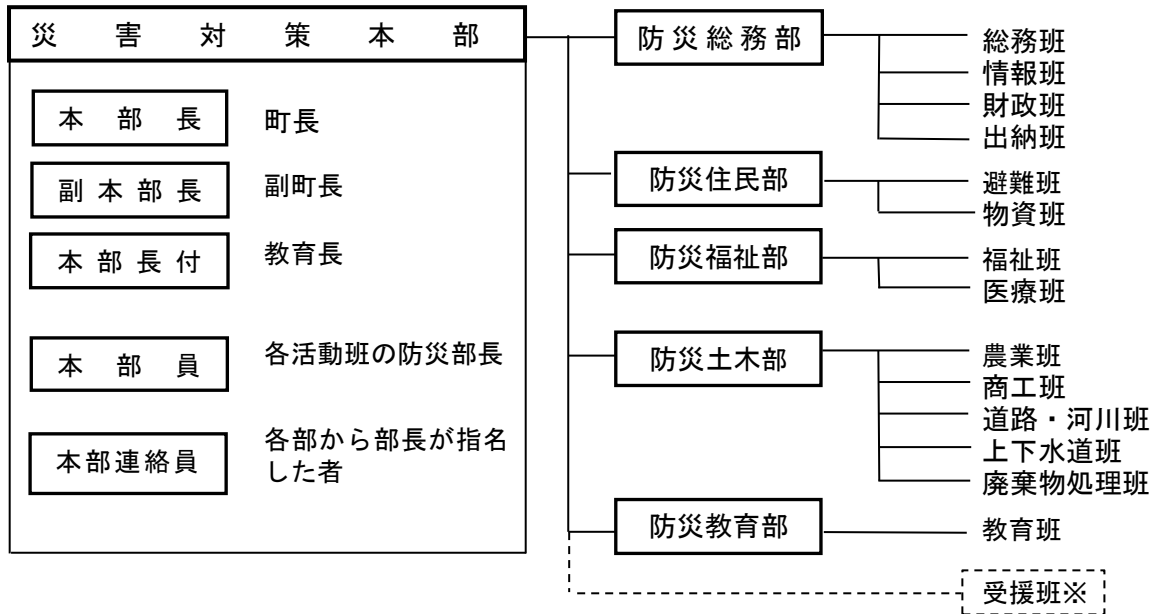 災害対策本部
本部長 町長
副本部長 副町長
本部長付 教育長
本部員 各活動班の防災部長
本部連絡員 各部から部長が指名
した者
防災総務部
総務班
情報班
財政班
出納班
防災住民部
避難班
物資班
防災福祉部
福祉班
医療班
防災土木部
農業班
商工班
道路・河川班
上下水道班
廃棄物処理班
防災教育部
教育班
受援班※